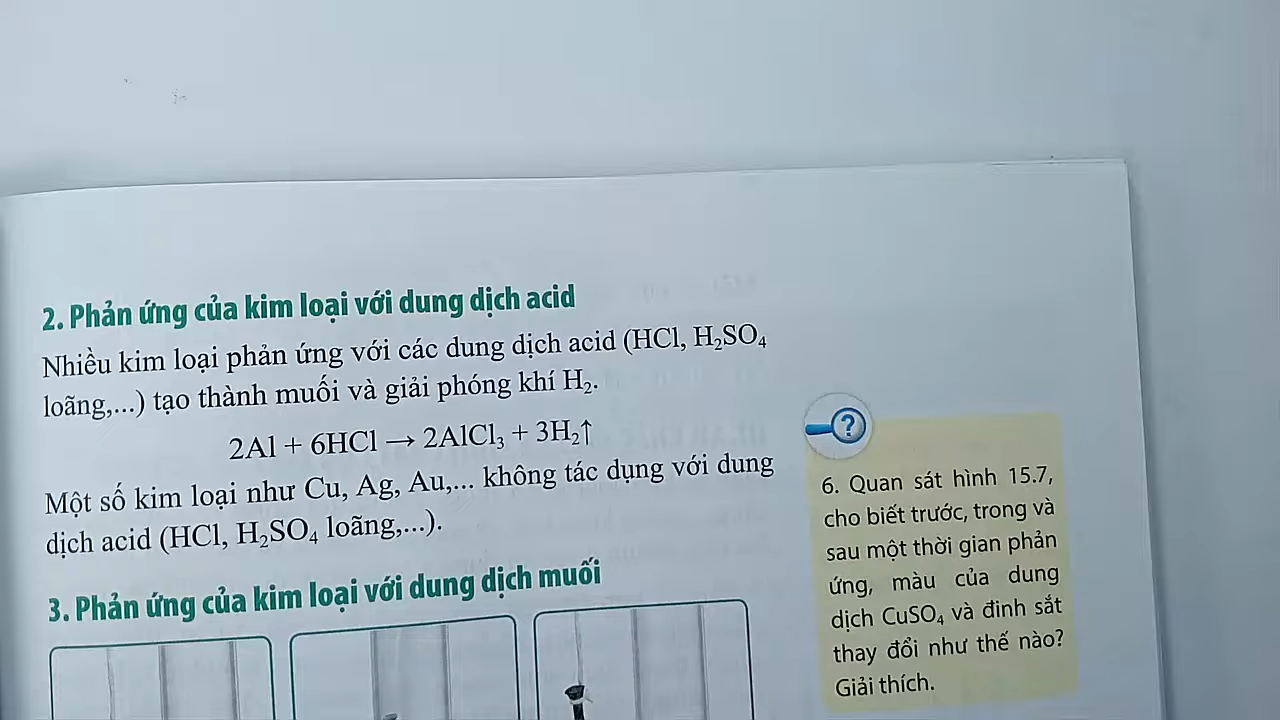 2. Phản ứng của kim loại với dung dịch acid
Nhiều kim loại phản ứng với các dung dịch acid (HCl, H₂SO₄
loãng,...) tạo thành muối và giải phóng khí H₂.
2Al + 6HCl → 2AlCl₃ + 3H₂↑
Một số kim loại như Cu, Ag, Au,... không tác dụng với dung
dịch acid (HCl, H₂SO₄ loãng,...).
3. Phản ứng của kim loại với dung dịch muối
?
6. Quan sát hình 15.7,
cho biết trước, trong và
sau một thời gian phản
ứng, màu của dung
dịch CuSO₄ và đinh sắt
thay đổi như thế nào?
Giải thích.